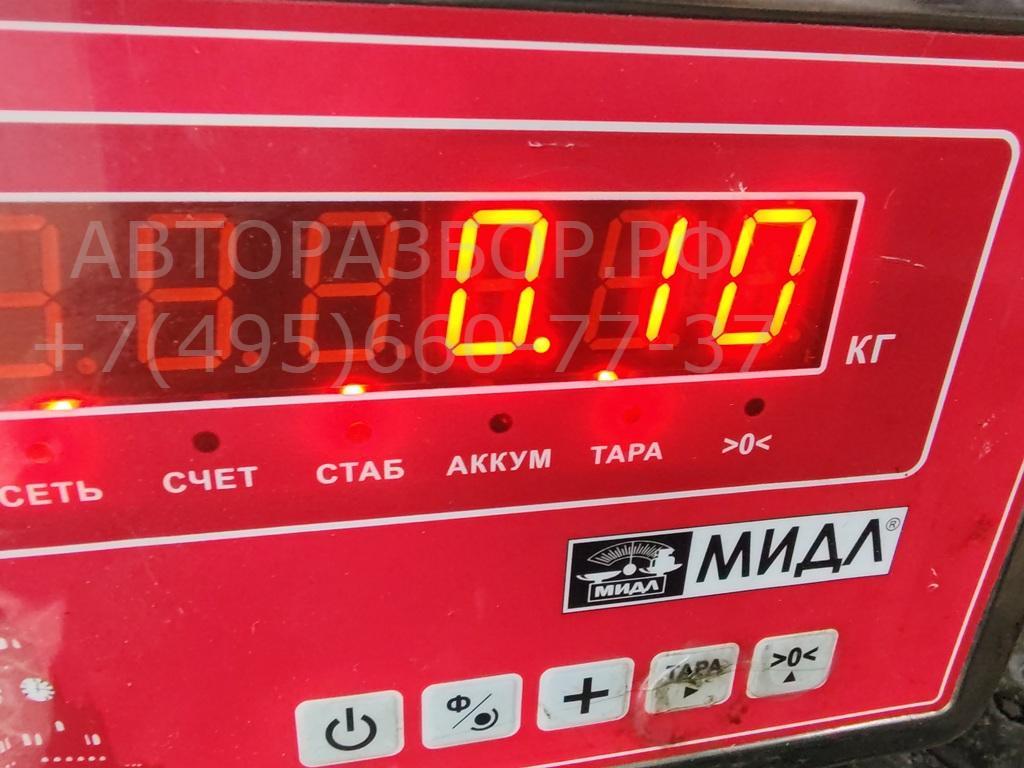 АВТОРАЗБОР.РФ
+7(495)660-77-37
0.10
КГ
СЕТЬ СЧЕТ СТАБ АККУМ ТАРА >0<
МИДЛ МИДЛ®
Ф + ТАРА >0<